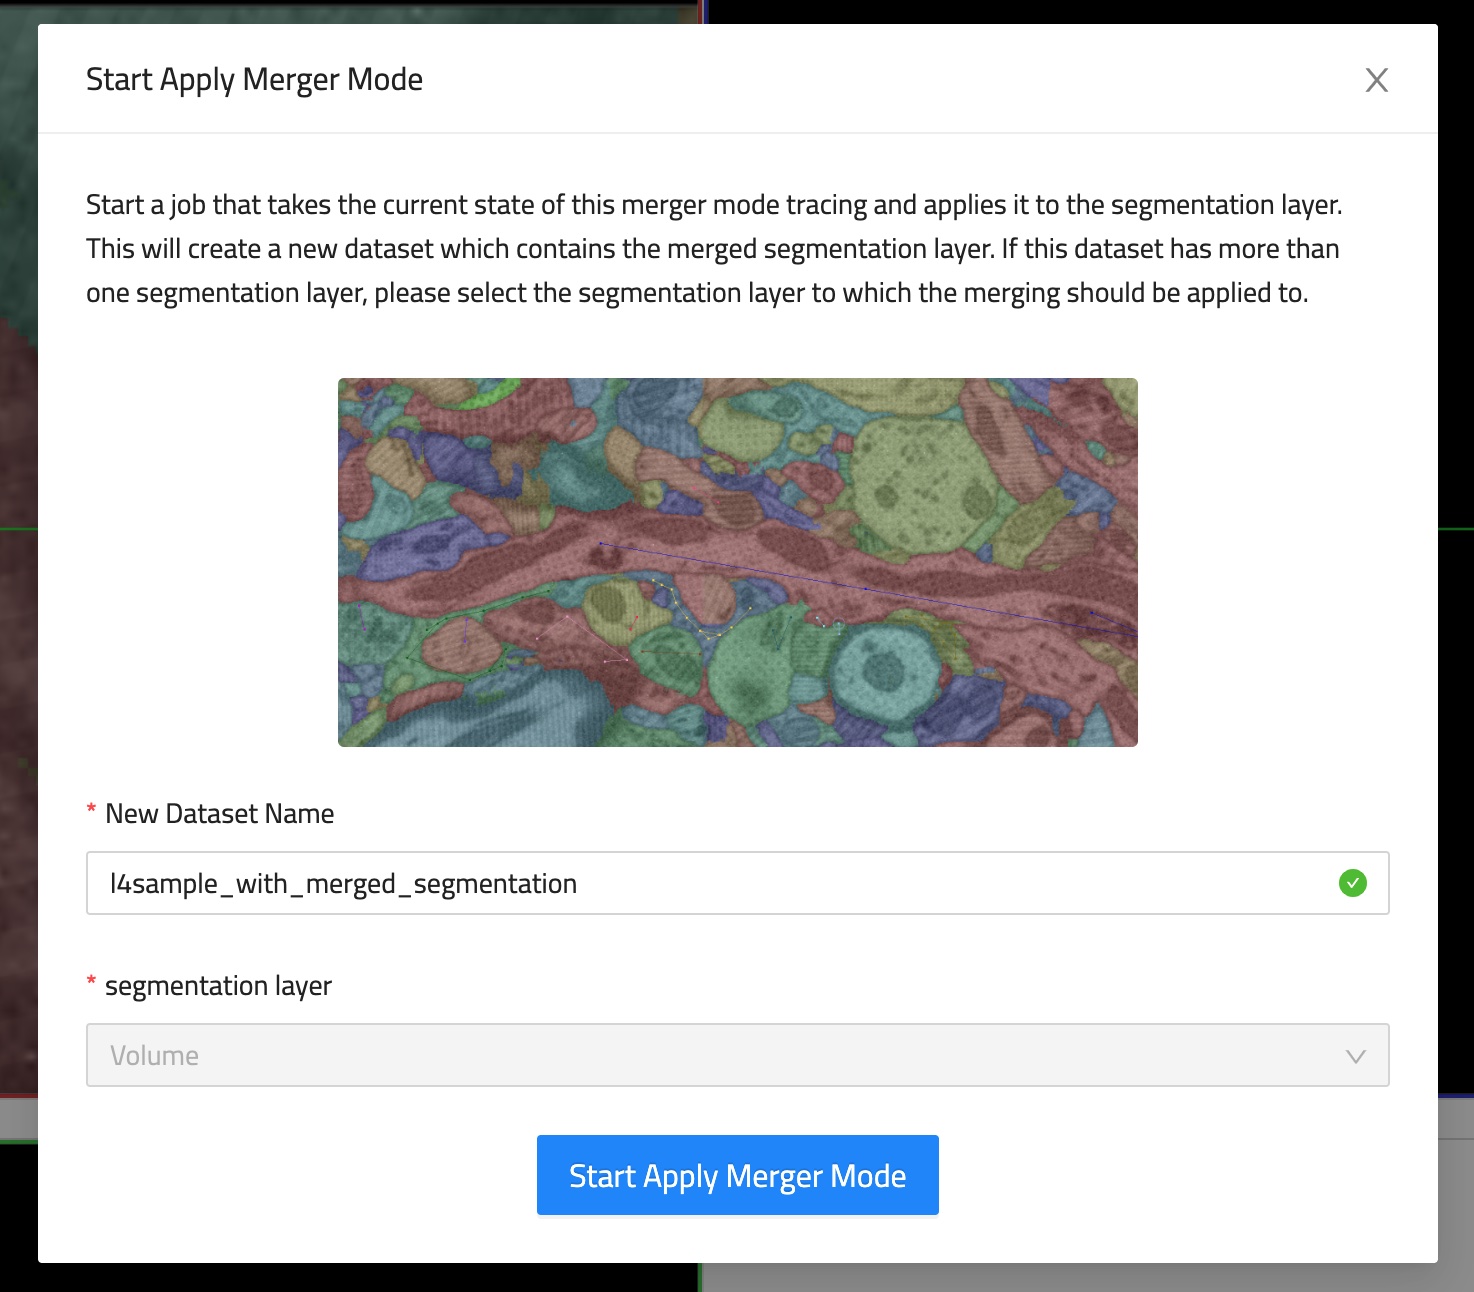 Start Apply Merger Mode
Start a job that takes the current state of this merger mode tracing and applies it to the segmentation layer.
This will create a new dataset which contains the merged segmentation layer. If this dataset has more than
one segmentation layer, please select the segmentation layer to which the merging should be applied to.
* New Dataset Name
l4sample_with_merged_segmentation
* segmentation layer
Volume
Start Apply Merger Mode